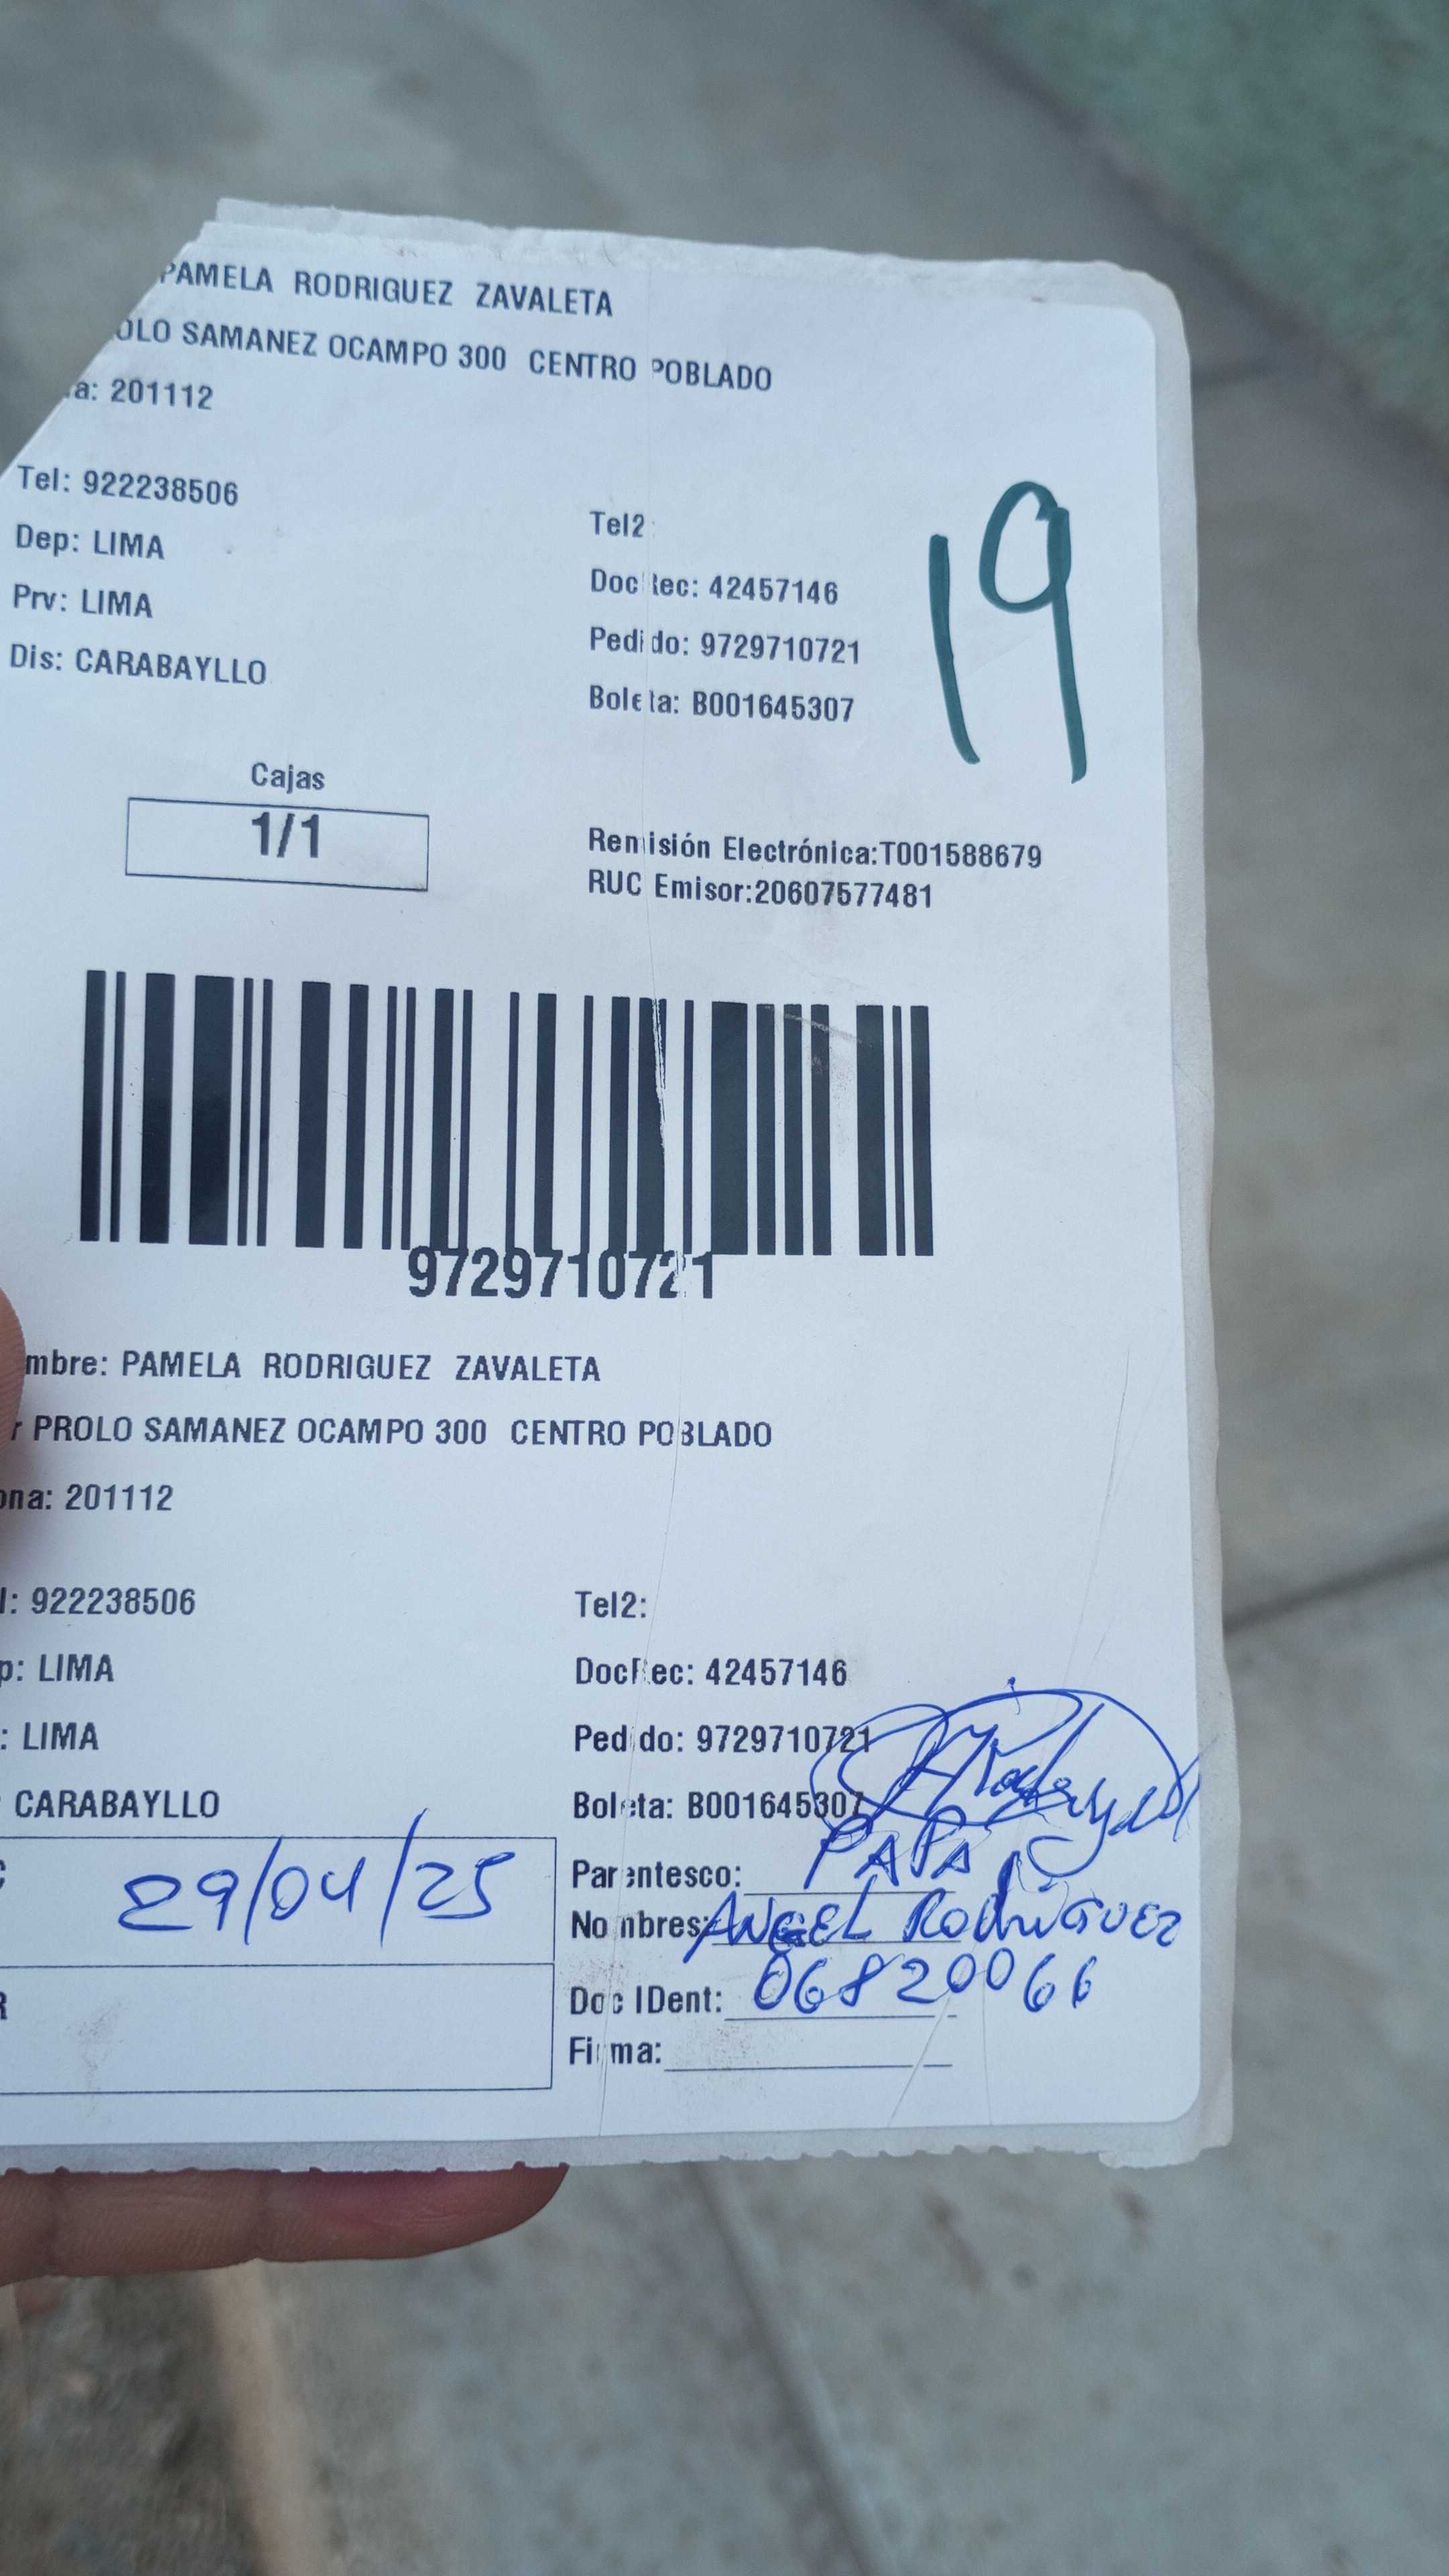 PAMELA RODRIGUEZ ZAVALETA
OLO SAMANEZ OCAMPO 300 CENTRO POBLADO
a: 201112
Tel: 922238506
Tel2
Dep: LIMA
Doc Rec: 42457146
Prv: LIMA
Pedido: 9729710721
Dis: CARABAYLLO
Boleta: B001645307
19
Cajas
1/1
Remisión Electrónica:T001588679
RUC Emisor:20607577481
9729710721
mbre: PAMELA RODRIGUEZ ZAVALETA
r PROLO SAMANEZ OCAMPO 300 CENTRO POBLADO
ona: 201112
l: 922238506
Tel2:
p: LIMA
DocRec: 42457146
: LIMA
Pedido: 9729710721
CARABAYLLO
Boleta: B001645307
29/04/25
Parentesco: PAPA
Nombres: ANGEL RODRIGUEZ
R
Doc IDent: 06820066
Firma: